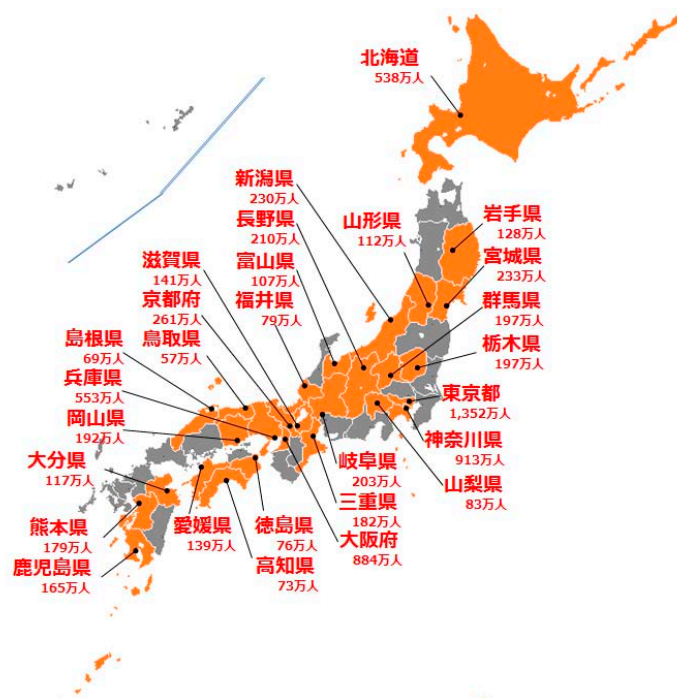 北海道
538万人
新潟県
230万人
長野県
210万人
山形県
112万人
岩手県
128万人
宮城県
233万人
滋賀県
141万人
富山県
107万人
群馬県
197万人
京都府
261万人
福井県
79万人
島根県
69万人
鳥取県
57万人
栃木県
197万人
兵庫県
553万人
東京都
1,352万人
岡山県
192万人
神奈川県
913万人
大分県
117万人
岐阜県
203万人
山梨県
83万人
熊本県
179万人
愛媛県
139万人
徳島県
76万人
三重県
182万人
大阪府
884万人
鹿児島県
165万人
高知県
73万人